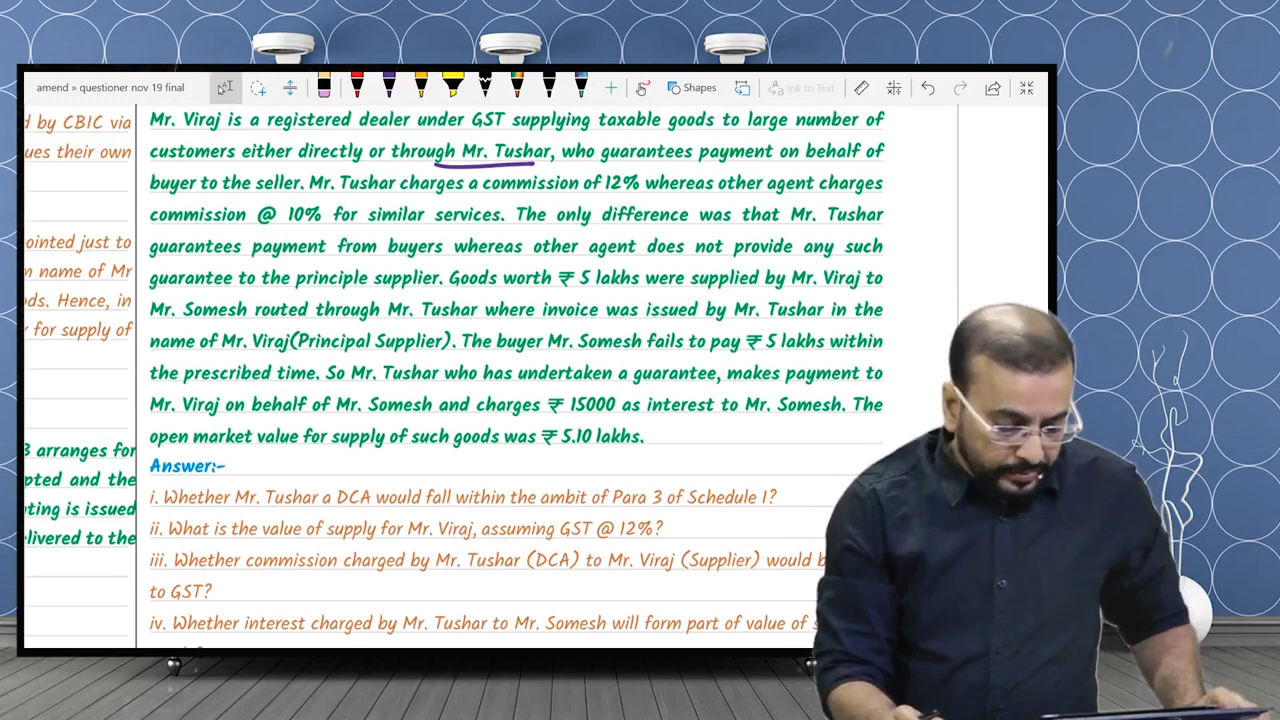 amend » questioner nov 19 final
Shapes
Ink to Text
d by CBIC via
ues their own
ointed just to
n name of Mr
ds. Hence, in
for supply of
3 arranges for
pted and the
ting is issued
elivered to the
Mr. Viraj is a registered dealer under GST supplying taxable goods to large number of
customers either directly or through Mr. Tushar, who guarantees payment on behalf of
buyer to the seller. Mr. Tushar charges a commission of 12% whereas other agent charges
commission @ 10% for similar services. The only difference was that Mr. Tushar
guarantees payment from buyers whereas other agent does not provide any such
guarantee to the principle supplier. Goods worth ₹ 5 lakhs were supplied by Mr. Viraj to
Mr. Somesh routed through Mr. Tushar where invoice was issued by Mr. Tushar in the
name of Mr. Viraj(Principal Supplier). The buyer Mr. Somesh fails to pay ₹ 5 lakhs within
the prescribed time. So Mr. Tushar who has undertaken a guarantee, makes payment to
Mr. Viraj on behalf of Mr. Somesh and charges ₹ 15000 as interest to Mr. Somesh. The
open market value for supply of such goods was ₹ 5.10 lakhs.
Answer:-
i. Whether Mr. Tushar a DCA would fall within the ambit of Para 3 of Schedule I?
ii. What is the value of supply for Mr. Viraj, assuming GST @ 12%?
iii. Whether commission charged by Mr. Tushar (DCA) to Mr. Viraj (Supplier) would b
to GST?
iv. Whether interest charged by Mr. Tushar to Mr. Somesh will form part of value of